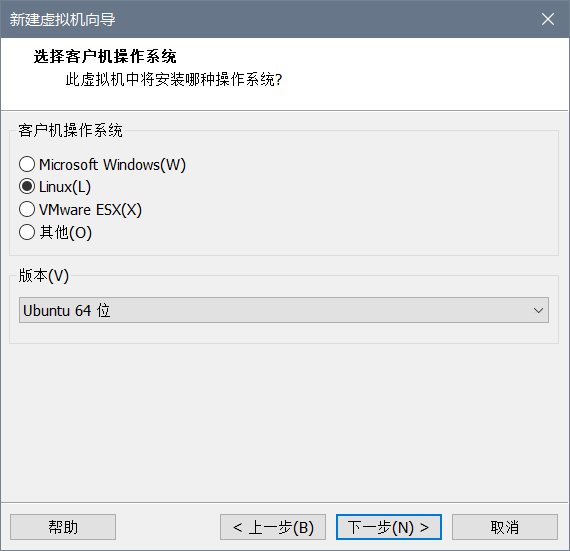 新建虚拟机向导
选择客户机操作系统
此虚拟机中将安装哪种操作系统?
客户机操作系统
Microsoft Windows(W)
Linux(L)
VMware ESX(X)
其他(O)
版本(V)
Ubuntu 64 位
帮助
< 上一步(B)
下一步(N) >
取消